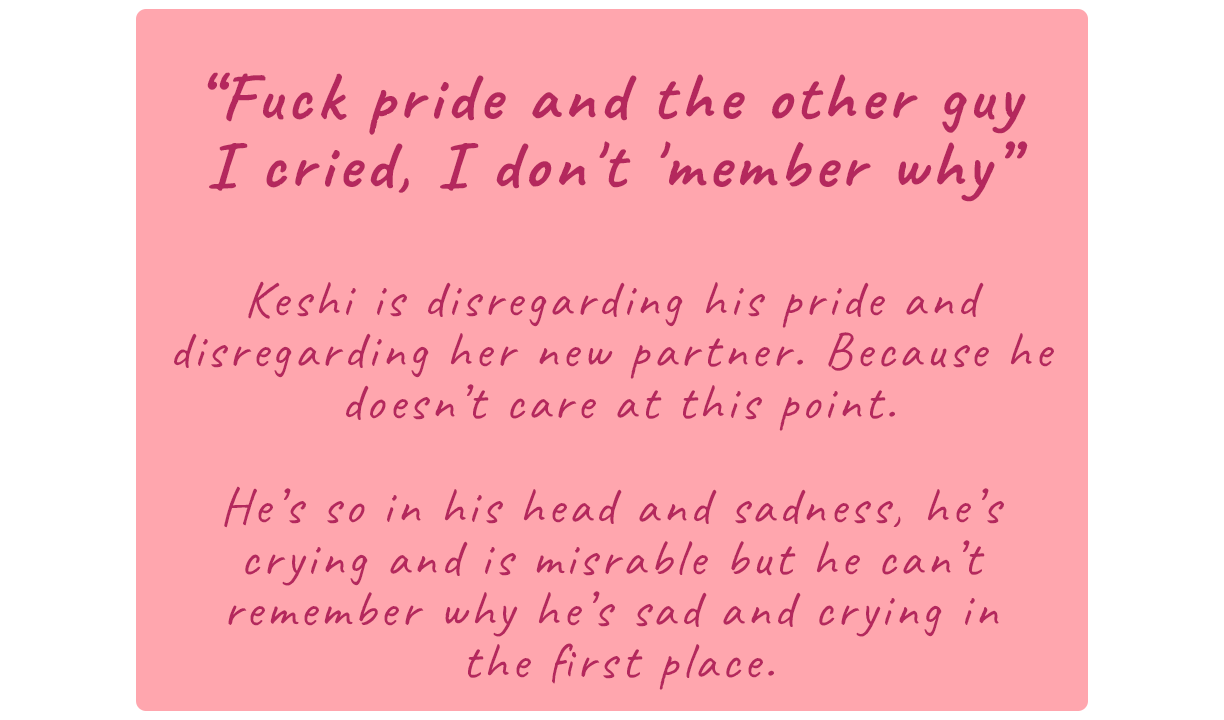 “Fuck pride and the other guy
I cried, I don't 'member why”
Keshi is disregarding his pride and
disregarding her new partner. Because he
doesn’t care at this point.
He’s so in his head and sadness, he’s
crying and is misrable but he can’t
remember why he’s sad and crying in
the first place.